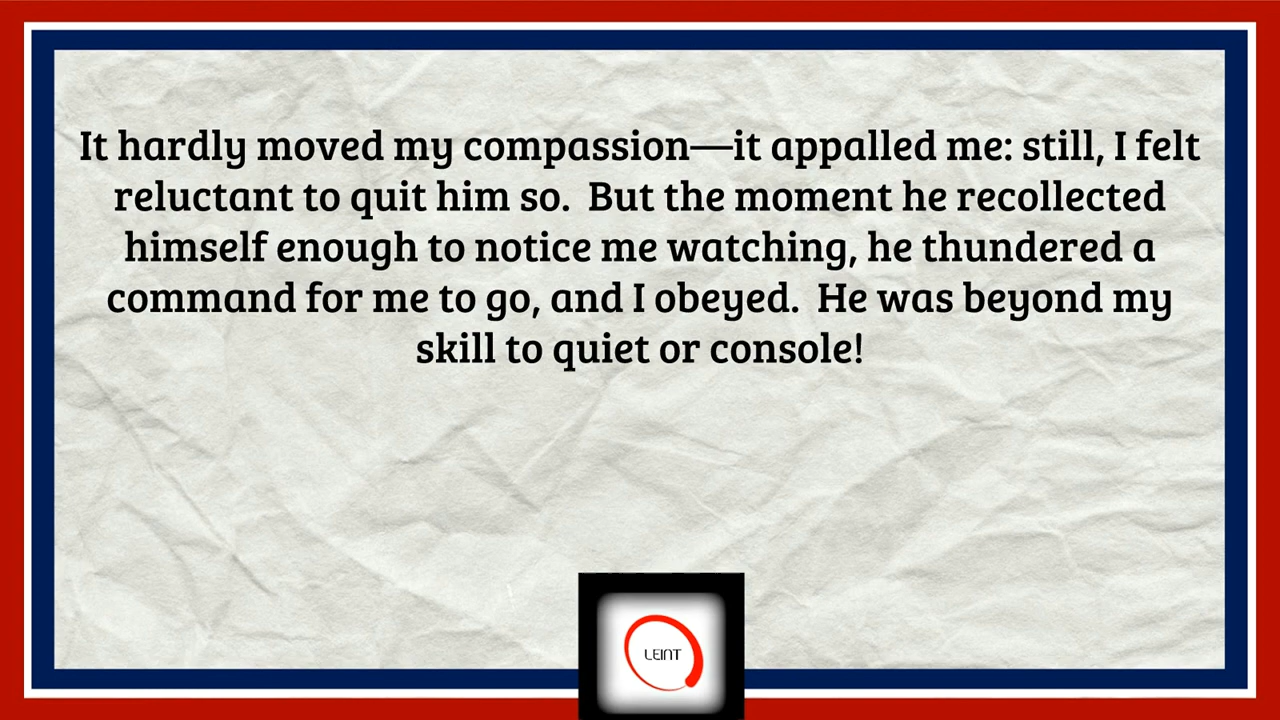 It hardly moved my compassion—it appalled me: still, I felt
reluctant to quit him so.  But the moment he recollected
himself enough to notice me watching, he thundered a
command for me to go, and I obeyed.  He was beyond my
skill to quiet or console!
LEINT